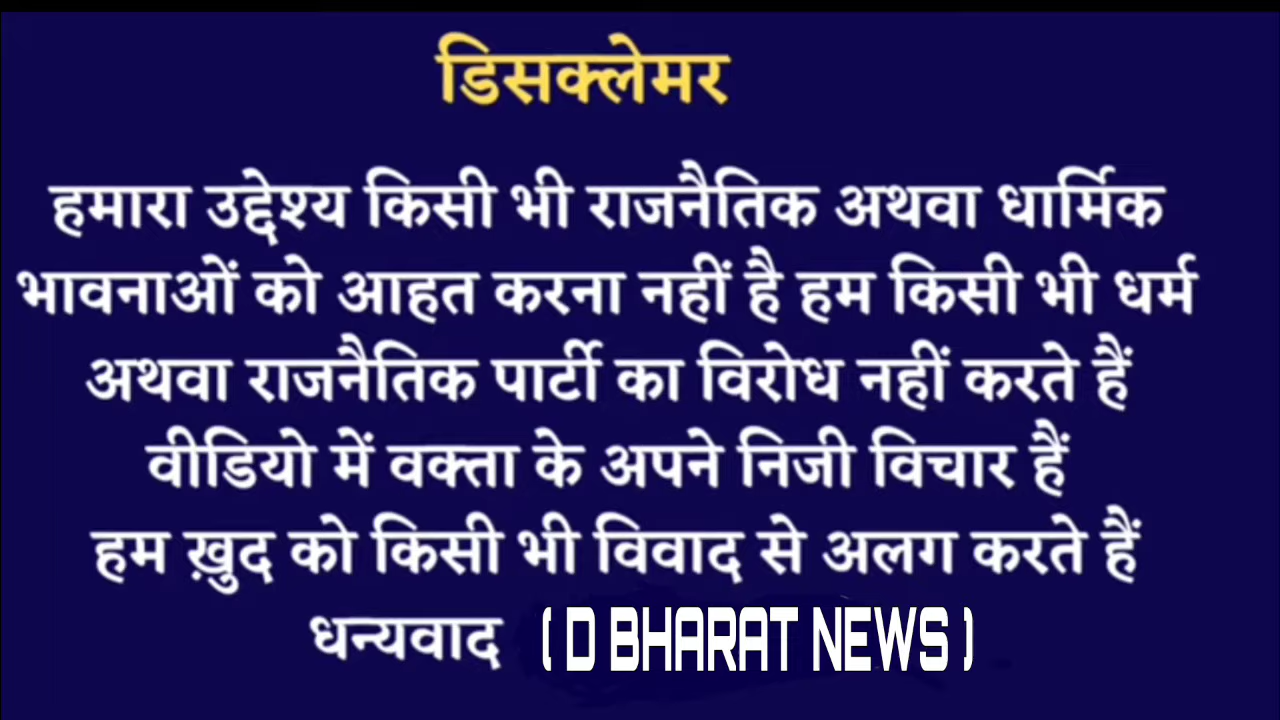 डिसक्लेमर
हमारा उद्देश्य किसी भी राजनैतिक अथवा धार्मिक
भावनाओं को आहत करना नहीं है हम किसी भी धर्म
अथवा राजनैतिक पार्टी का विरोध नहीं करते हैं
वीडियो में वक्ता के अपने निजी विचार हैं
हम ख़ुद को किसी भी विवाद से अलग करते हैं
धन्यवाद ( D BHARAT NEWS )